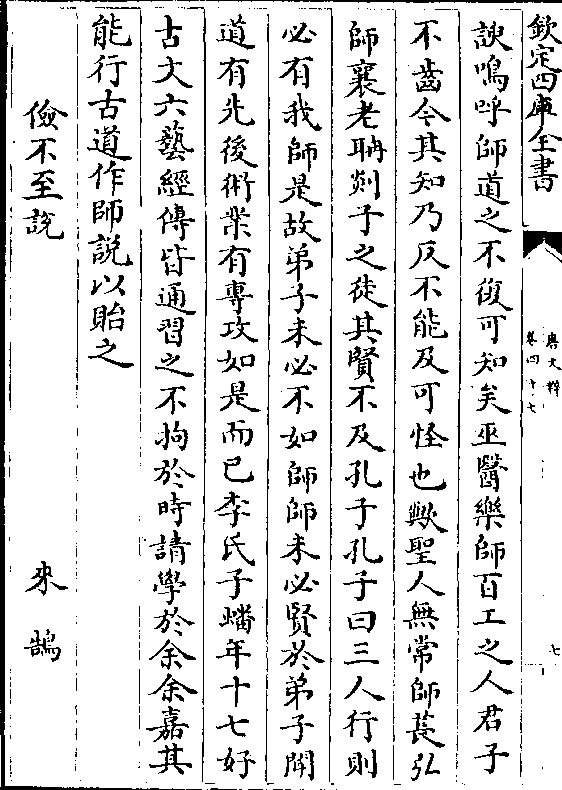 欽定四庫全書
唐文粹
卷四十七
七
諛嗚呼師道之不復可知矣巫醫樂師百工之人君子
不齒今其知乃反不能及可怪也歟聖人無常師萇弘
師襄老聃郯子之徒其賢不及孔子孔子曰三人行則
必有我師是故弟子未必不如師師未必賢於弟子聞
道有先後術業有專攻如是而已李氏子蟠年十七好
古文六藝經傳皆通習之不拘於時請學於余余嘉其
能行古道作師說以貽之
儉不至説 來鵠